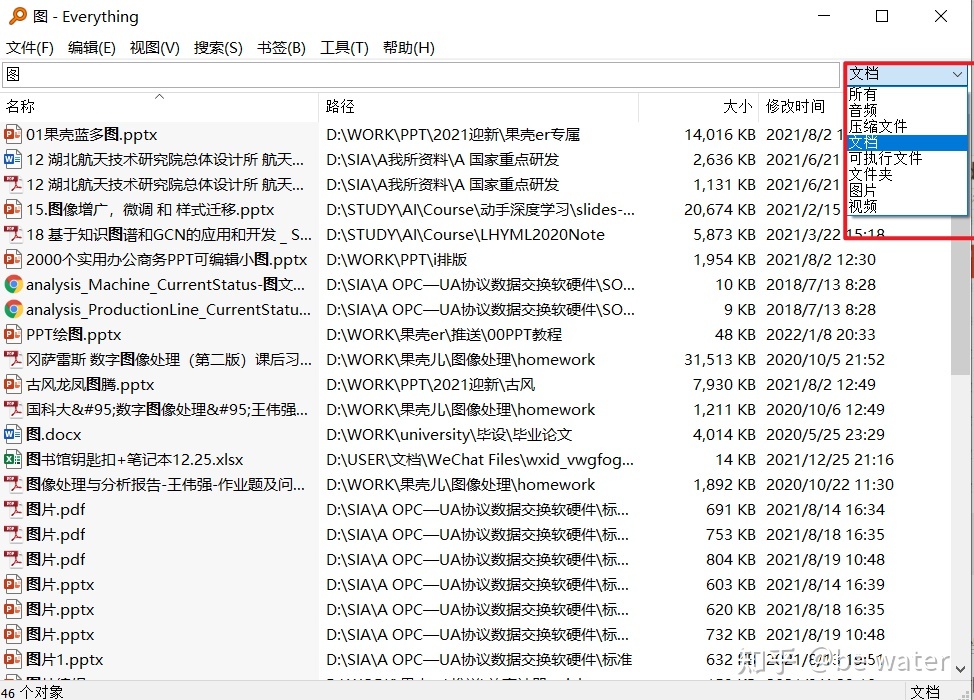 图 - Everything
文件(F) 编辑(E) 视图(V) 搜索(S) 书签(B) 工具(T) 帮助(H)
图 文档
名称 路径 大小 修改时间
所有
音频
压缩文件
文档
可执行文件
文件夹
图片
视频
01果壳蓝多图.pptx D:\WORK\PPT\2021迎新\果壳er专属 14,016 KB 2021/8/2 1
12 湖北航天技术研究院总体设计所 航天... D:\SIA\A我所资料\A 国家重点研发 2,636 KB 2021/6/21
12 湖北航天技术研究院总体设计所 航天... D:\SIA\A我所资料\A 国家重点研发 1,131 KB 2021/6/21
15.图像增广，微调 和 样式迁移.pptx D:\STUDY\AI\Course\动手深度学习\slides-... 20,674 KB 2021/2/15
18 基于知识图谱和GCN的应用和开发 _ S... D:\STUDY\AI\Course\LHYML2020Note 5,873 KB 2021/3/22 15:18
2000个实用办公商务PPT可编辑小图.pptx D:\WORK\PPT\i排版 1,954 KB 2021/8/2 12:30
analysis_Machine_CurrentStatus-图文... D:\SIA\A OPC—UA协议数据交换软硬件\SO... 10 KB 2018/7/13 8:28
analysis_ProductionLine_CurrentStatu... D:\SIA\A OPC—UA协议数据交换软硬件\SO... 9 KB 2018/7/13 8:28
PPT绘图.pptx D:\WORK\果壳er\推送\00PPT教程 48 KB 2022/1/8 20:33
冈萨雷斯 数字图像处理（第二版）课后习... D:\WORK\果壳儿\图像处理\homework 31,513 KB 2020/10/5 21:52
古风龙凤图腾.pptx D:\WORK\PPT\2021迎新\古风 7,930 KB 2021/8/2 12:49
国科大&#95;数字图像处理&#95;王伟强... D:\WORK\果壳儿\图像处理\homework 1,211 KB 2020/10/6 12:49
图.docx D:\WORK\university\毕设\毕业论文 4,014 KB 2020/5/25 23:29
图书馆钥匙扣+笔记本12.25.xlsx D:\USER\文档\WeChat Files\wxid_vwgfog... 14 KB 2021/12/25 21:16
图像处理与分析报告-王伟强-作业题及问... D:\WORK\果壳儿\图像处理\homework 1,892 KB 2020/10/22 11:30
图片.pdf D:\SIA\A OPC—UA协议数据交换软硬件\标... 691 KB 2021/8/14 16:34
图片.pdf D:\SIA\A OPC—UA协议数据交换软硬件\标... 753 KB 2021/8/18 16:35
图片.pdf D:\SIA\A OPC—UA协议数据交换软硬件\标... 804 KB 2021/8/19 10:48
图片.pptx D:\SIA\A OPC—UA协议数据交换软硬件\标... 603 KB 2021/8/14 16:39
图片.pptx D:\SIA\A OPC—UA协议数据交换软硬件\标... 620 KB 2021/8/18 16:35
图片.pptx D:\SIA\A OPC—UA协议数据交换软硬件\标... 732 KB 2021/8/19 10:48
图片1.pptx D:\SIA\A OPC—UA协议数据交换软硬件\标准 632 KB
知乎 @be water
46 个对象 文档